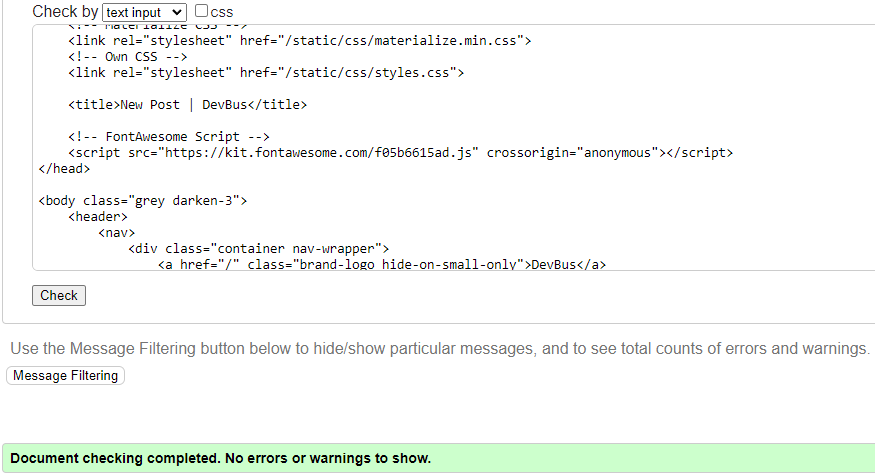 Check by text input css
<!-- Materialize CSS -->
<link rel="stylesheet" href="/static/css/materialize.min.css">
<!-- Own CSS -->
<link rel="stylesheet" href="/static/css/styles.css">
<title>New Post | DevBus</title>
<!-- FontAwesome Script -->
<script src="https://kit.fontawesome.com/f05b6615ad.js" crossorigin="anonymous"></script>
</head>
<body class="grey darken-3">
<header>
<nav>
<div class="container nav-wrapper">
<a href="/" class="brand-logo hide-on-small-only">DevBus</a>
Check
Use the Message Filtering button below to hide/show particular messages, and to see total counts of errors and warnings.
Message Filtering
Document checking completed. No errors or warnings to show.